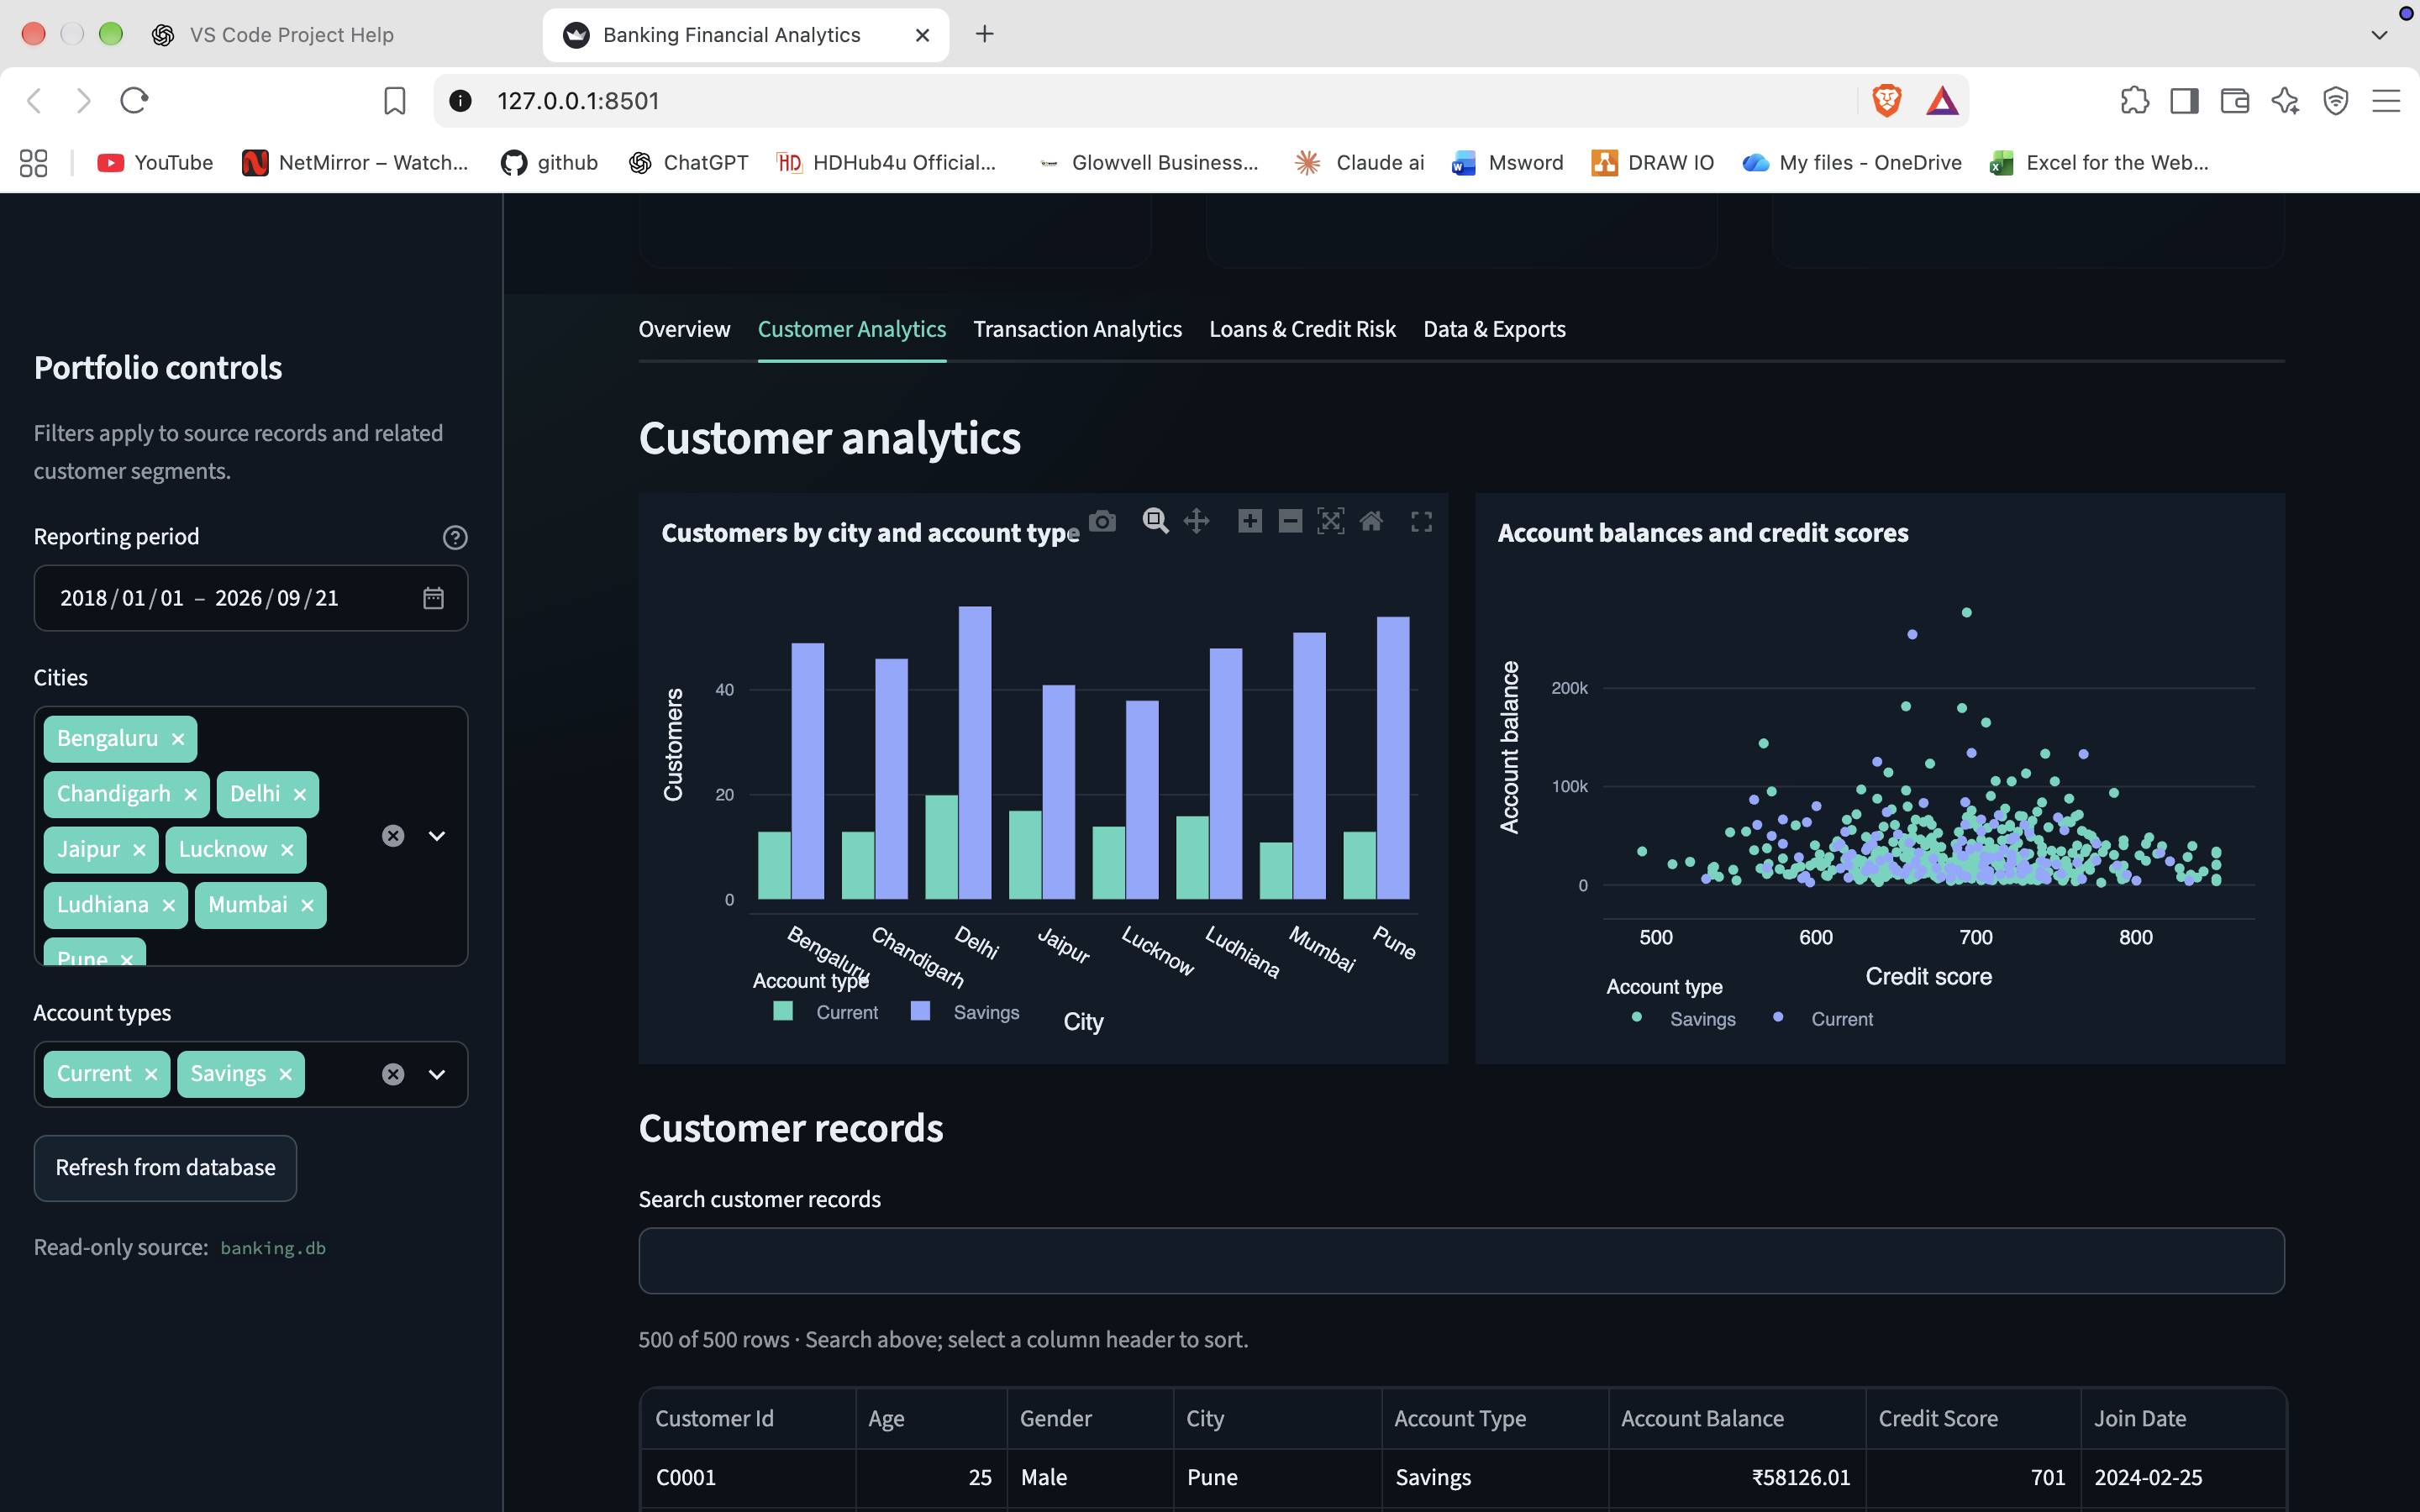 VS Code Project Help
Banking Financial Analytics
127.0.0.1:8501
YouTube
NetMirror – Watch...
github
ChatGPT
HDHub4u Official...
Glowvell Business...
Claude ai
Msword
DRAW IO
My files - OneDrive
Excel for the Web...
Portfolio controls
Filters apply to source records and related
customer segments.
Reporting period
2018/01/01 – 2026/09/21
Cities
Bengaluru
Chandigarh
Delhi
Jaipur
Lucknow
Ludhiana
Mumbai
Pune
Account types
Current
Savings
Refresh from database
Read-only source: banking.db
Overview
Customer Analytics
Transaction Analytics
Loans & Credit Risk
Data & Exports
Customer analytics
Customers by city and account type
Customers
40
20
0
Bengaluru
Chandigarh
Delhi
Jaipur
Lucknow
Ludhiana
Mumbai
Pune
Account type
Current
Savings
City
Account balances and credit scores
Account balance
200k
100k
0
500
600
700
800
Credit score
Account type
Savings
Current
Customer records
Search customer records
500 of 500 rows · Search above; select a column header to sort.
Customer Id Age Gender City Account Type Account Balance Credit Score Join Date
C0001 25 Male Pune Savings ₹58126.01 701 2024-02-25